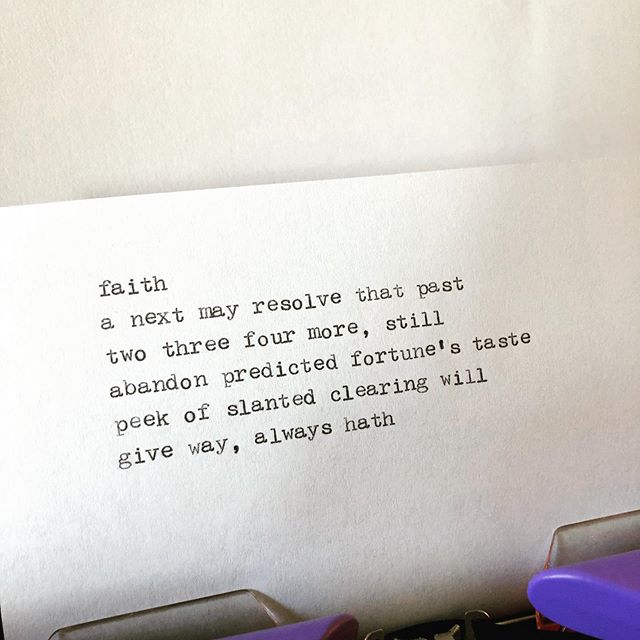 faith
a next may resolve that past
two three four more, still
abandon predicted fortune's taste
peek of slanted clearing will
give way, always hath